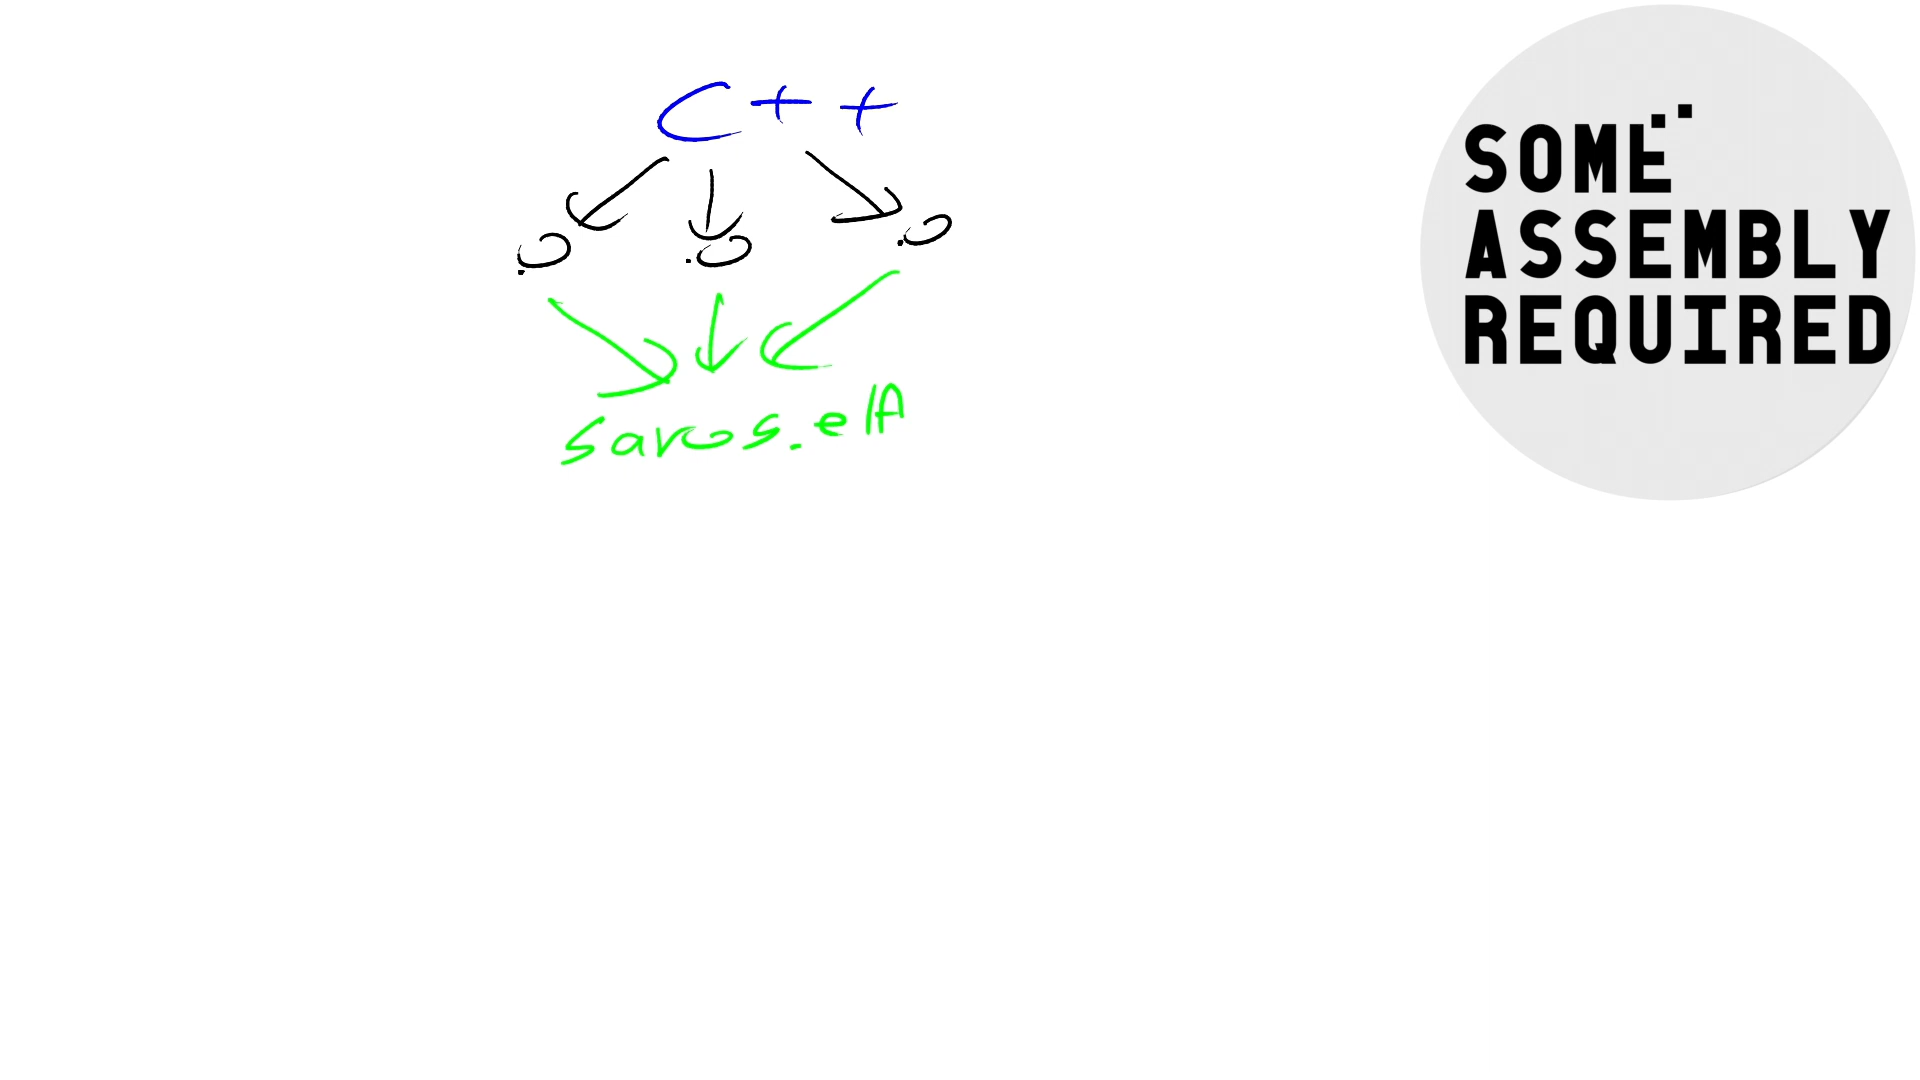 C++
.o .o .o
saros.elf
SOME
ASSEMBLY
REQUIRED